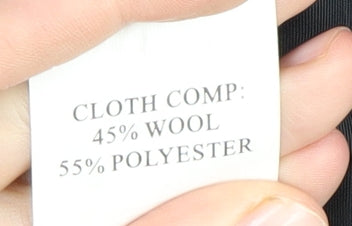 CLOTH COMP:
45% WOOL
55% POLYESTER